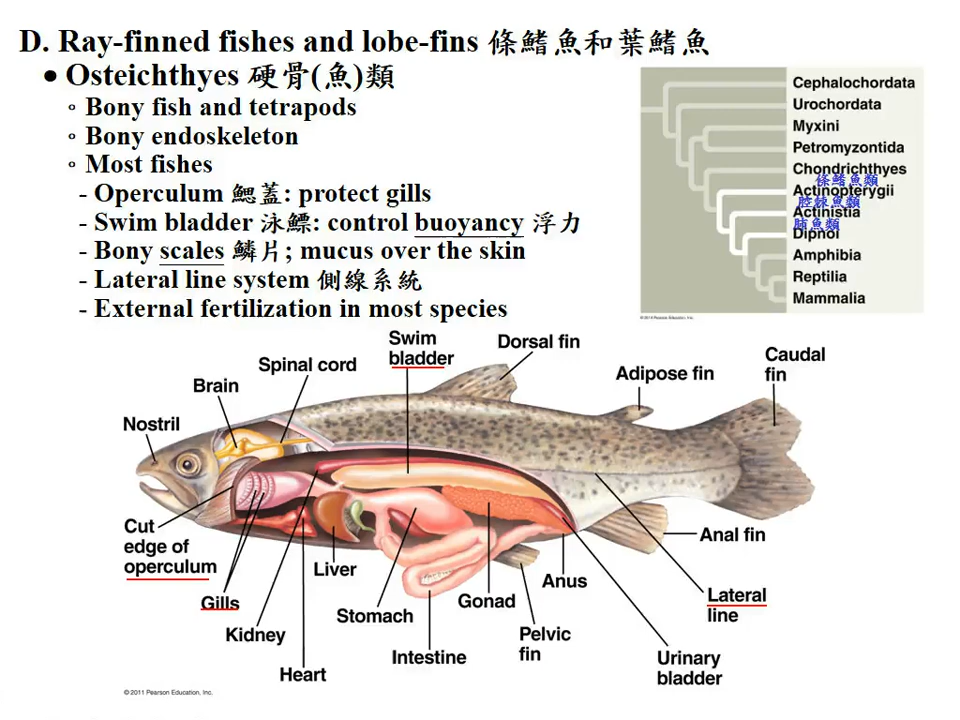 D. Ray-finned fishes and lobe-fins 條鰭魚和葉鰭魚
• Osteichthyes 硬骨(魚)類
◦ Bony fish and tetrapods
◦ Bony endoskeleton
◦ Most fishes
- Operculum 鰓蓋: protect gills
- Swim bladder 泳鰾: control buoyancy 浮力
- Bony scales 鱗片; mucus over the skin
- Lateral line system 側線系統
- External fertilization in most species
Cephalochordata
Urochordata
Myxini
Petromyzontida
Chondrichthyes
條鰭魚類
Actinopterygii
腔棘魚類
Actinistia
肺魚類
Dipnoi
Amphibia
Reptilia
Mammalia
© 2011 Pearson Education, Inc.
Swim
bladder
Dorsal fin
Caudal
fin
Spinal cord
Adipose fin
Brain
Nostril
Cut
edge of
operculum
Anal fin
Liver
Anus
Gills
Lateral
line
Gonad
Stomach
Kidney
Pelvic
fin
Intestine
Urinary
bladder
Heart
© 2011 Pearson Education, Inc.